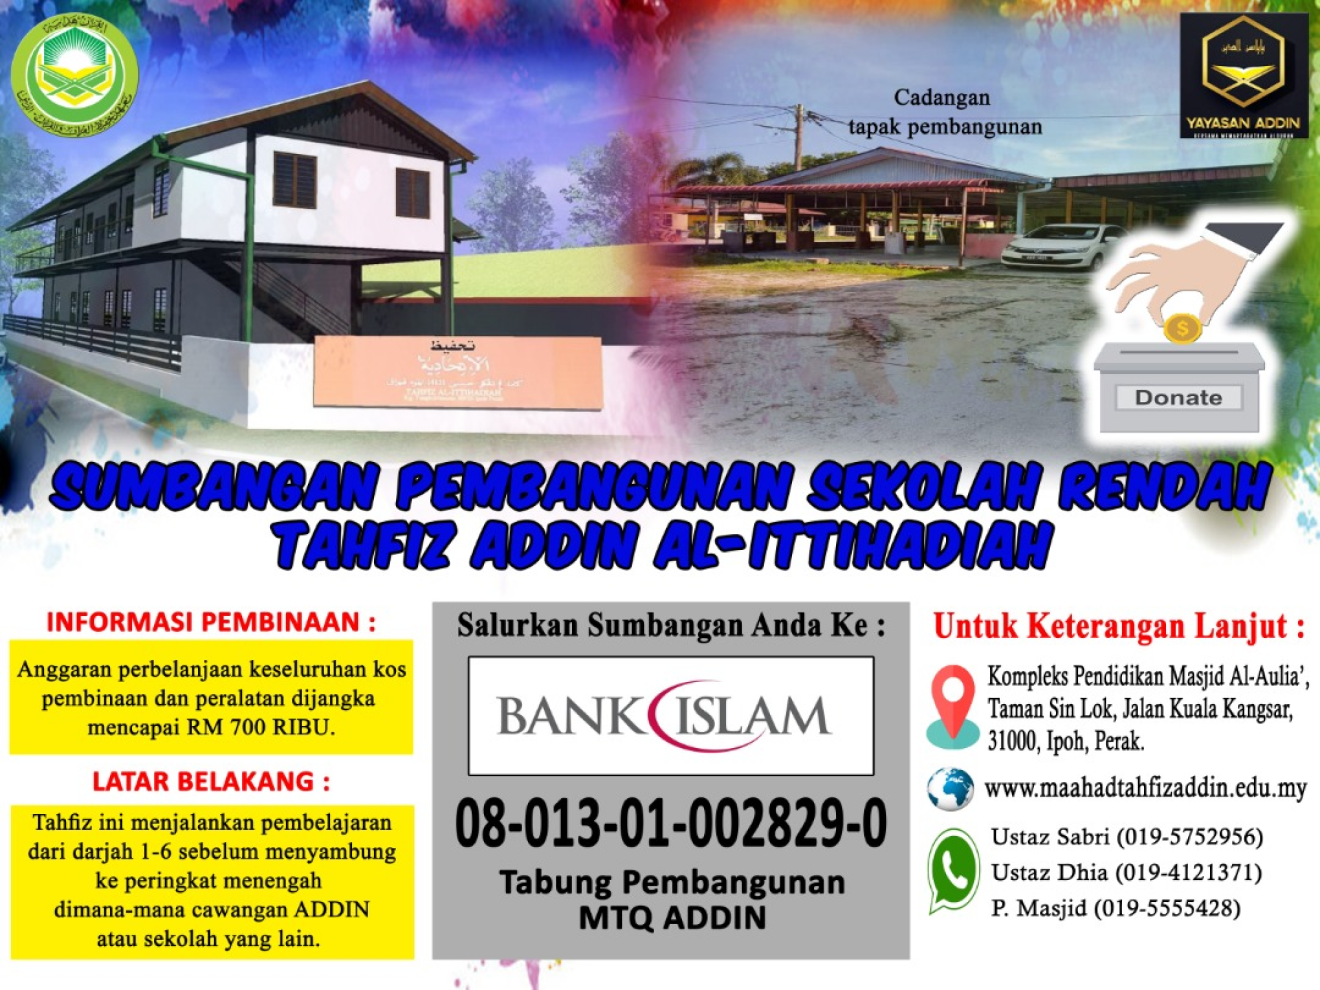 Cadangan
tapak pembangunan
YAYASAN ADDIN
تحفيظ
الإتحادية
TAHFIZ AL-ITTIHADIAH
Donate
SUMBANGAN PEMBANGUNAN SEKOLAH RENDAH
TAHFIZ ADDIN AL-ITTIHADIAH
INFORMASI PEMBINAAN :
Anggaran perbelanjaan keseluruhan kos
pembinaan dan peralatan dijangka
mencapai RM 700 RIBU.
LATAR BELAKANG :
Tahfiz ini menjalankan pembelajaran
dari darjah 1-6 sebelum menyambung
ke peringkat menengah
dimana-mana cawangan ADDIN
atau sekolah yang lain.
Salurkan Sumbangan Anda Ke :
BANK ISLAM
08-013-01-002829-0
Tabung Pembangunan
MTQ ADDIN
Untuk Keterangan Lanjut :
Kompleks Pendidikan Masjid Al-Aulia’,
Taman Sin Lok, Jalan Kuala Kangsar,
31000, Ipoh, Perak.
www.maahadtahfizaddin.edu.my
Ustaz Sabri (019-5752956)
Ustaz Dhia (019-4121371)
P. Masjid (019-5555428)